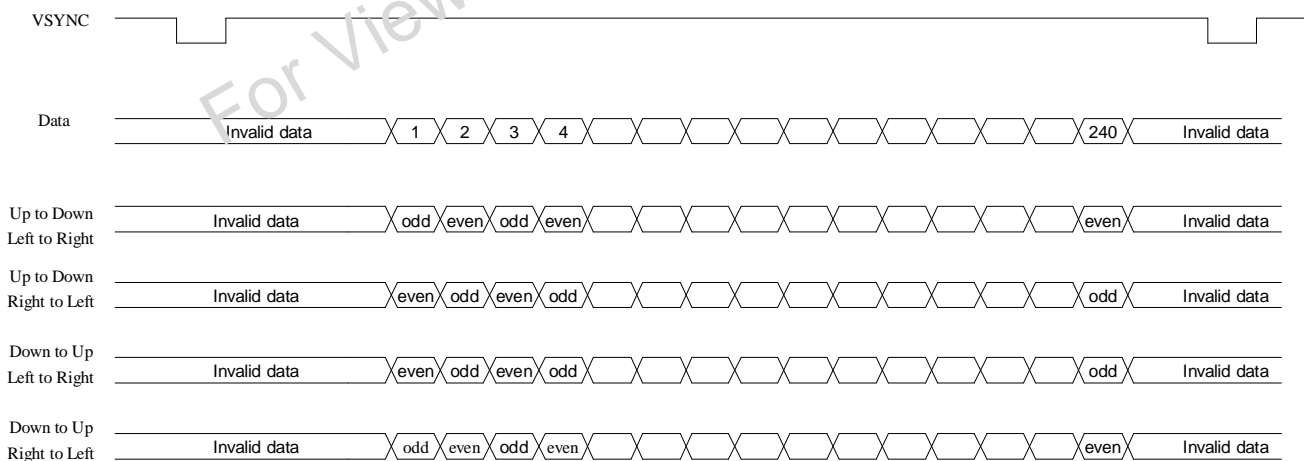 VSYNC
For View
Data Invalid data 1 2 3 4 240 Invalid data
Up to Down
Left to Right
Invalid data odd even odd even even Invalid data
Up to Down
Right to Left
Invalid data even odd even odd odd Invalid data
Down to Up
Left to Right
Invalid data even odd even odd odd Invalid data
Down to Up
Right to Left
Invalid data odd even odd even even Invalid data